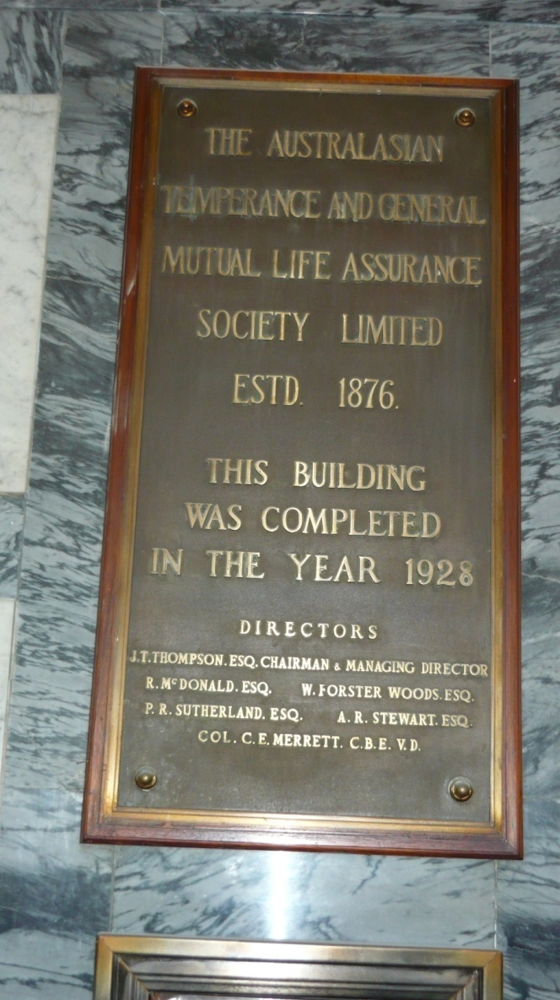 THE AUSTRALASIAN
TEMPERANCE AND GENERAL
MUTUAL LIFE ASSURANCE
SOCIETY LIMITED
ESTD. 1876.
THIS BUILDING
WAS COMPLETED
IN THE YEAR 1928
DIRECTORS
J.T.THOMPSON.ESQ.CHAIRMAN & MANAGING DIRECTOR
R.McDONALD.ESQ. W.FORSTER WOODS.ESQ.
P.R.SUTHERLAND.ESQ. A.R.STEWART.ESQ.
COL.C.E.MERRETT.C.B.E.V.D.